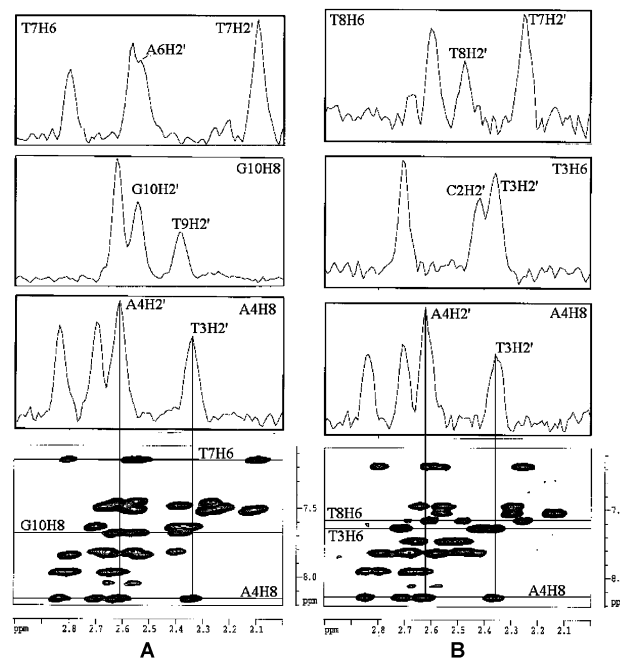 T7H6 A6H2' T7H2'
G10H8
G10H2'
T9H2'
A4H2' A4H8
T3H2'
T7H6
G10H8
A4H8
7.5
8.0
ppm
ppm 2.8 2.7 2.6 2.5 2.4 2.3 2.2 2.1
A
T8H6 T7H2'
T8H2'
T3H6
C2H2' T3H2'
A4H8
A4H2'
T3H2'
T8H6
T3H6
A4H8
7.
8.
ppm 2.8 2.7 2.6 2.5 2.4 2.3 2.2 2.1
B